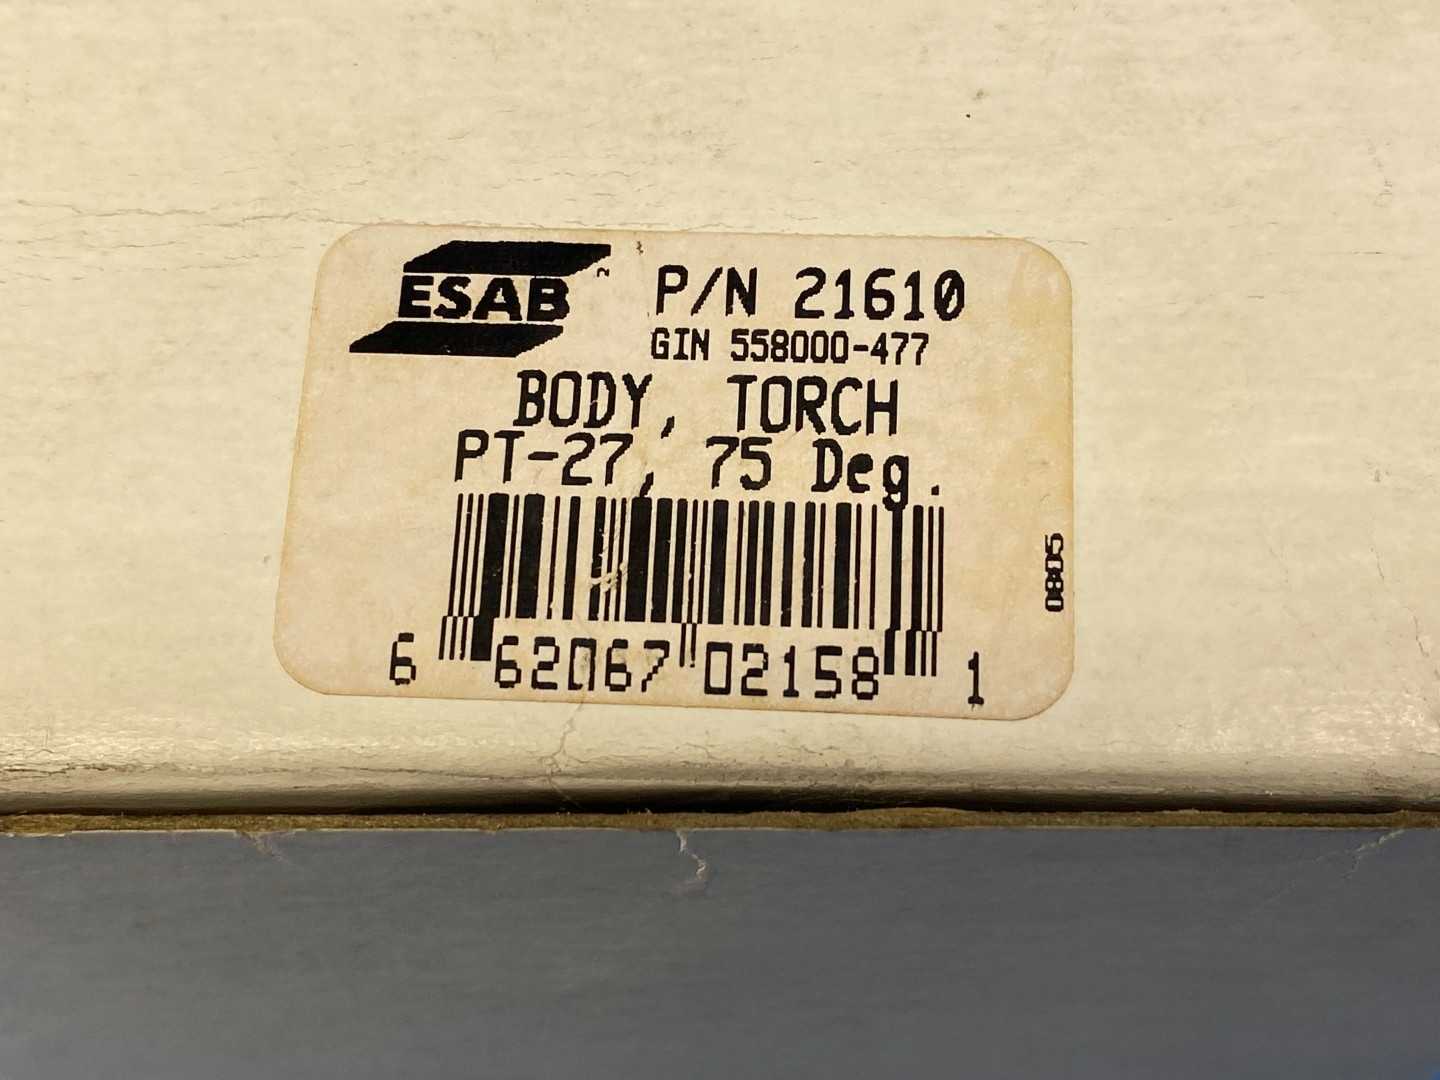 ESAB
P/N 21610
GIN 558000-477
BODY, TORCH
PT-27, 75 Deg.
0805
6 62067 02158 1